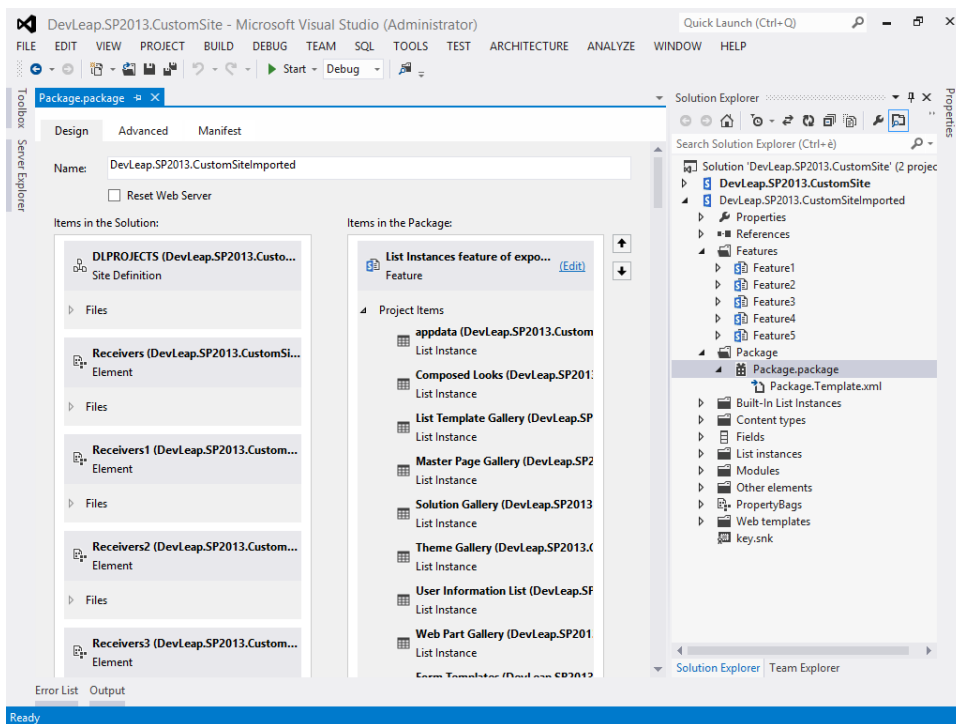 DevLeap.SP2013.CustomSite - Microsoft Visual Studio (Administrator)
Quick Launch (Ctrl+Q)
FILE EDIT VIEW PROJECT BUILD DEBUG TEAM SQL TOOLS TEST ARCHITECTURE ANALYZE WINDOW HELP
Start Debug
Toolbox
Server Explorer
Package.package
Design Advanced Manifest
Name: DevLeap.SP2013.CustomSiteImported
Reset Web Server
Items in the Solution:
DLPROJECTS (DevLeap.SP2013.Custo...
Site Definition
Files
Receivers (DevLeap.SP2013.CustomSi...
Element
Files
Receivers1 (DevLeap.SP2013.Custom...
Element
Files
Receivers2 (DevLeap.SP2013.Custom...
Element
Files
Receivers3 (DevLeap.SP2013.Custom...
Element
Items in the Package:
List Instances feature of expo...
(Edit)
Feature
Project Items
appdata (DevLeap.SP2013.Custom
List Instance
Composed Looks (DevLeap.SP201
List Instance
List Template Gallery (DevLeap.SP
List Instance
Master Page Gallery (DevLeap.SP2
List Instance
Solution Gallery (DevLeap.SP2013
List Instance
Theme Gallery (DevLeap.SP2013.
List Instance
User Information List (DevLeap.SP
List Instance
Web Part Gallery (DevLeap.SP201
List Instance
Form Templates (DevLeap.SP2013
Solution Explorer
Search Solution Explorer (Ctrl+è)
Solution 'DevLeap.SP2013.CustomSite' (2 projec
DevLeap.SP2013.CustomSite
DevLeap.SP2013.CustomSiteImported
Properties
References
Features
Feature1
Feature2
Feature3
Feature4
Feature5
Package
Package.package
Package.Template.xml
Built-In List Instances
Content types
Fields
List instances
Modules
Other elements
PropertyBags
Web templates
key.snk
Solution Explorer Team Explorer
Properties
Error List Output
Ready